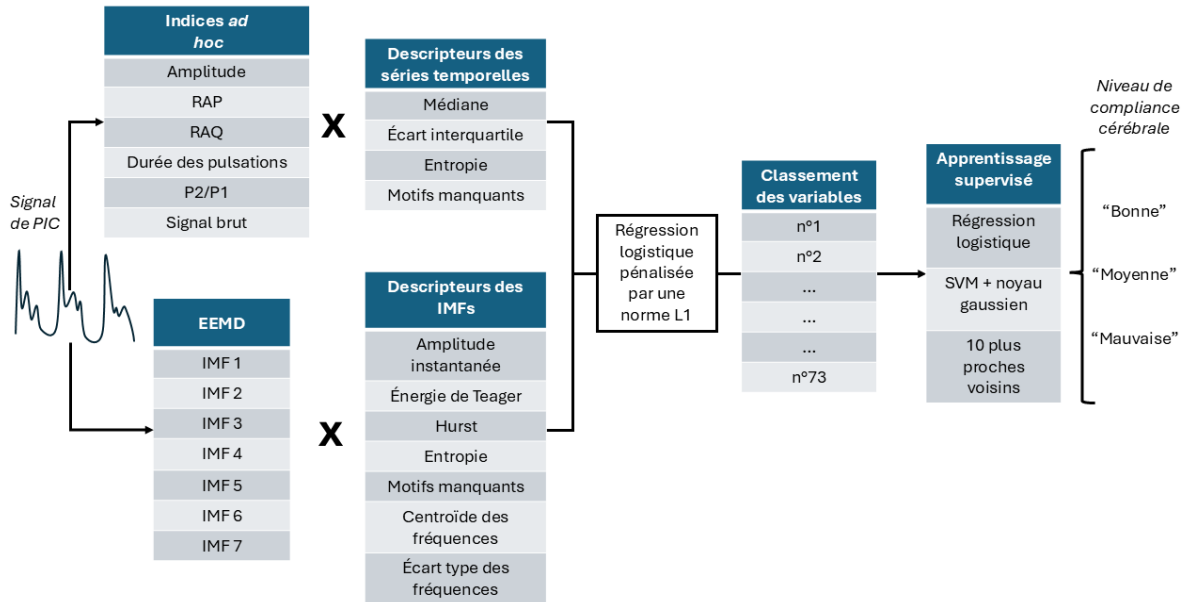 Signal
de PIC
Indices ad
hoc
Amplitude
RAP
RAQ
Durée des pulsations
P2/P1
Signal brut
X
Descripteurs des
séries temporelles
Médiane
Écart interquartile
Entropie
Motifs manquants
EEMD
IMF 1
IMF 2
IMF 3
IMF 4
IMF 5
IMF 6
IMF 7
X
Descripteurs des
IMFs
Amplitude
instantanée
Énergie de Teager
Hurst
Entropie
Motifs manquants
Centroïde des
fréquences
Écart type des
fréquences
Régression
logistique
pénalisée
par une
norme L1
Classement
des variables
n°1
n°2
...
...
...
n°73
Apprentissage
supervisé
Régression
logistique
SVM + noyau
gaussien
10 plus
proches
voisins
Niveau de
compliance
cérébrale
“Bonne”
“Moyenne”
“Mauvaise”